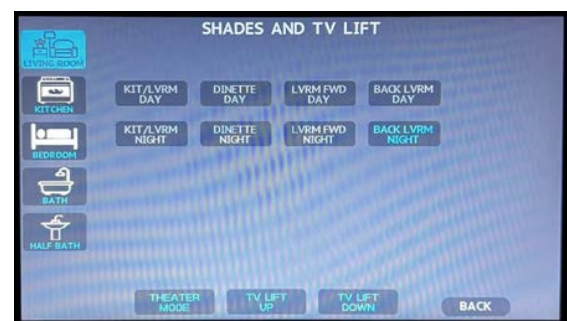 SHADES AND TV LIFT
LIVING ROOM
KITCHEN
BEDROOM
BATH
HALF BATH
KIT/LVRM DAY
DINETTE DAY
LVRM FWD DAY
BACK LVRM DAY
KIT/LVRM NIGHT
DINETTE NIGHT
LVRM FWD NIGHT
BACK LVRM NIGHT
THEATER MODE
TV LIFT UP
TV LIFT DOWN
BACK